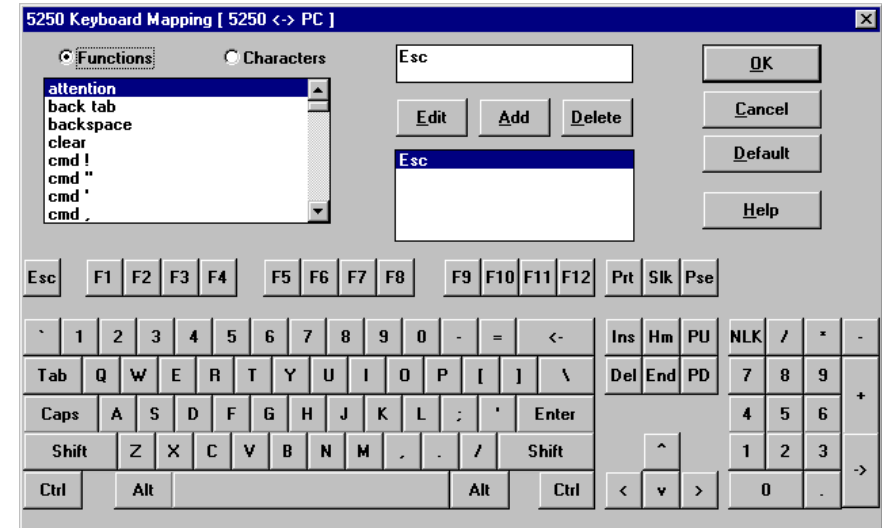 5250 Keyboard Mapping [ 5250 <-> PC ]
Functions Characters
attention
back tab
backspace
clear
cmd !
cmd "
cmd '
cmd ,
Esc
Edit Add Delete
Esc
OK
Cancel
Default
Help
Esc F1 F2 F3 F4 F5 F6 F7 F8 F9 F10 F11 F12 Prt Slk Pse
` 1 2 3 4 5 6 7 8 9 0 - = <- Ins Hm PU NLK / * -
Tab Q W E R T Y U I O P [ ] \ Del End PD 7 8 9 +
Caps A S D F G H J K L ; ' Enter 4 5 6
Shift Z X C V B N M , . / Shift ^ 1 2 3 ->
Ctrl Alt Alt Ctrl < v > 0 .